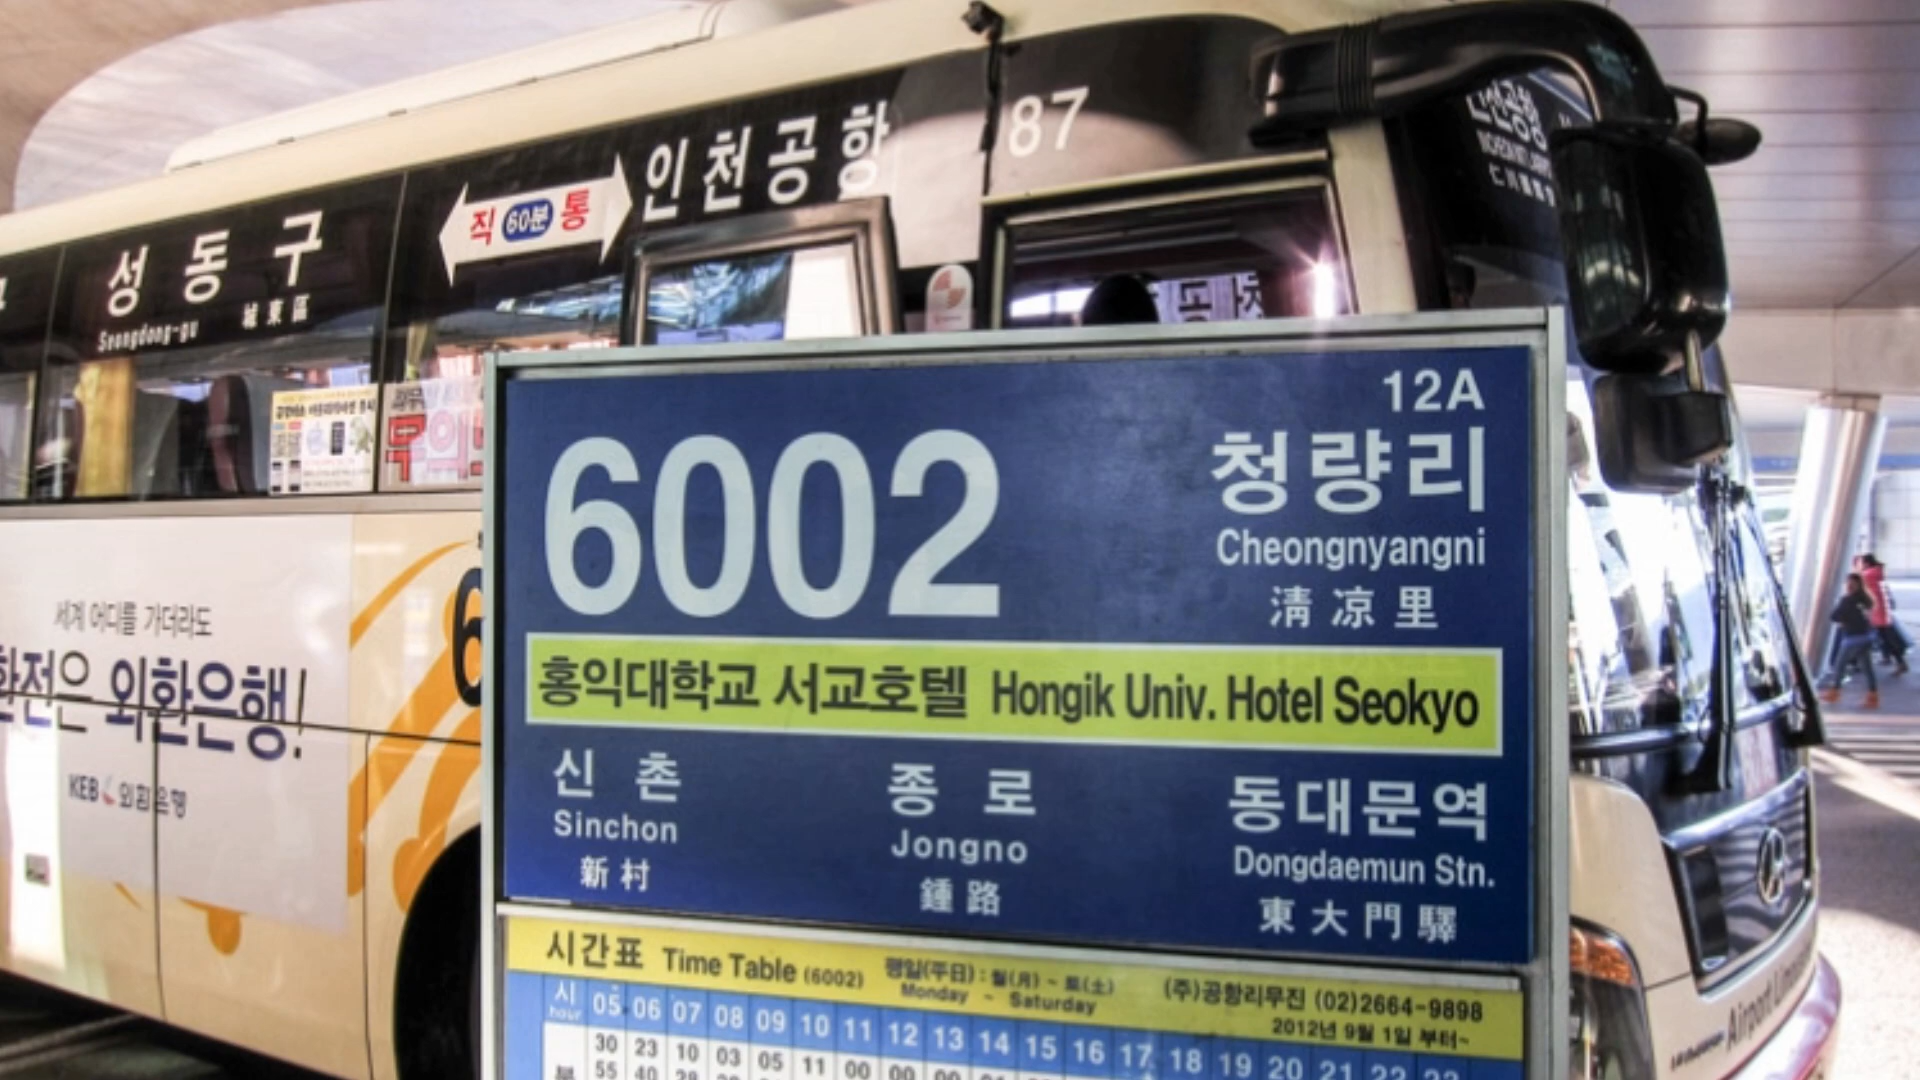 인천공항
87
직 60분 통
성동구
Seongdong-gu
城東區
세계 어디를 가더라도
환전은 외환은행!
KEB 외환은행
12A
6002
청량리
Cheongnyangni
淸凉里
홍익대학교 서교호텔 Hongik Univ. Hotel Seokyo
신촌 종로 동대문역
Sinchon Jongno Dongdaemun Stn.
新村 鍾路 東大門驛
시간표 Time Table (6002) 평일(平日) : 월(月) ~ 토(土) (주)공항리무진 (02)2664-9898
Monday ~ Saturday 2012년 9월 1일 부터~
시
hour 05 06 07 08 09 10 11 12 13 14 15 16 17 18 19 20 21 22 23
30 23 10 03 05 11 00 00 00
55 40
Airport